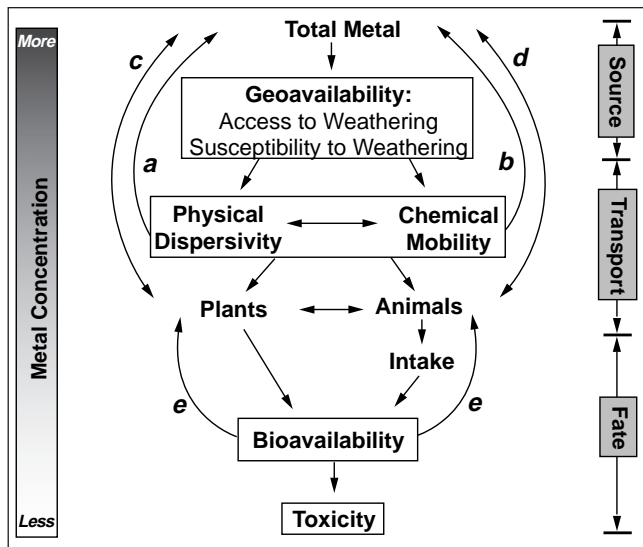 More
Metal Concentration
Less
Total Metal
c
d
Geoavailability:
Access to Weathering
Susceptibility to Weathering
a
b
Physical
Dispersivity
Chemical
Mobility
Plants
Animals
Intake
e
e
Bioavailability
Toxicity
Source
Transport
Fate